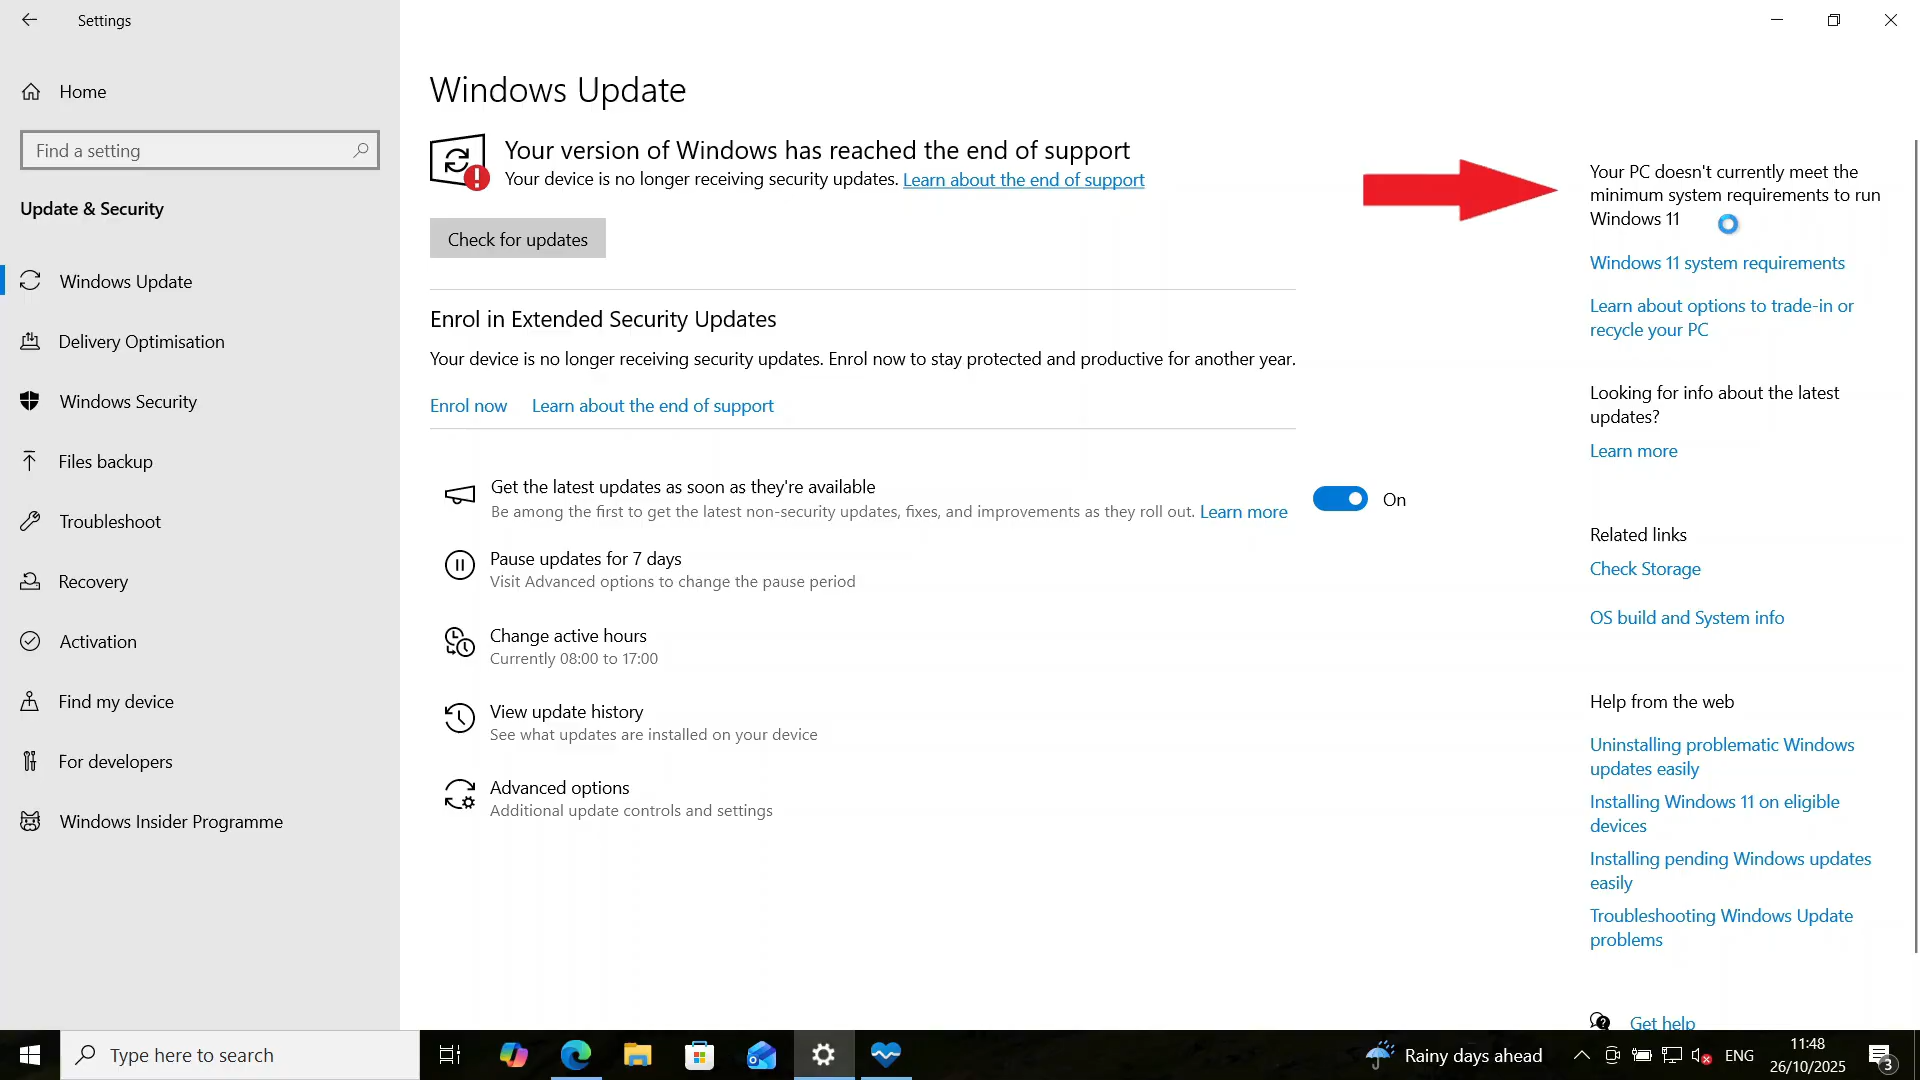 Settings
Home
Find a setting
Update & Security
Windows Update
Delivery Optimisation
Windows Security
Files backup
Troubleshoot
Recovery
Activation
Find my device
For developers
Windows Insider Programme
Windows Update
Your version of Windows has reached the end of support
Your device is no longer receiving security updates. Learn about the end of support
Check for updates
Enrol in Extended Security Updates
Your device is no longer receiving security updates. Enrol now to stay protected and productive for another year.
Enrol now Learn about the end of support
Get the latest updates as soon as they're available
Be among the first to get the latest non-security updates, fixes, and improvements as they roll out. Learn more
On
Pause updates for 7 days
Visit Advanced options to change the pause period
Change active hours
Currently 08:00 to 17:00
View update history
See what updates are installed on your device
Advanced options
Additional update controls and settings
Your PC doesn't currently meet the
minimum system requirements to run
Windows 11
Windows 11 system requirements
Learn about options to trade-in or
recycle your PC
Looking for info about the latest
updates?
Learn more
Related links
Check Storage
OS build and System info
Help from the web
Uninstalling problematic Windows
updates easily
Installing Windows 11 on eligible
devices
Installing pending Windows updates
easily
Troubleshooting Windows Update
problems
Get help
Type here to search
Rainy days ahead
ENG
11:48
26/10/2025
3